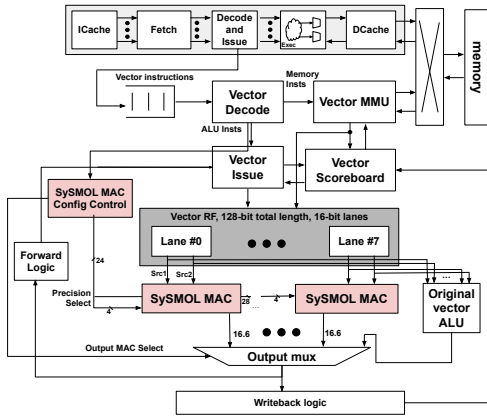 ICache
Fetch
Decode
and
Issue
Exec
DCache
memory
Vector instructions
Memory
Insts
Vector
Decode
Vector MMU
ALU Insts
Vector
Issue
Vector
Scoreboard
SySMOL MAC
Config Control
Vector RF, 128-bit total length, 16-bit lanes
Lane #0
Lane #7
24
Forward
Logic
Src1
Src2
Precision
Select
4
SySMOL MAC
28
4
...
SySMOL MAC
...
Original
vector
ALU
16.6
16.6
Output MAC Select
Output mux
Writeback logic